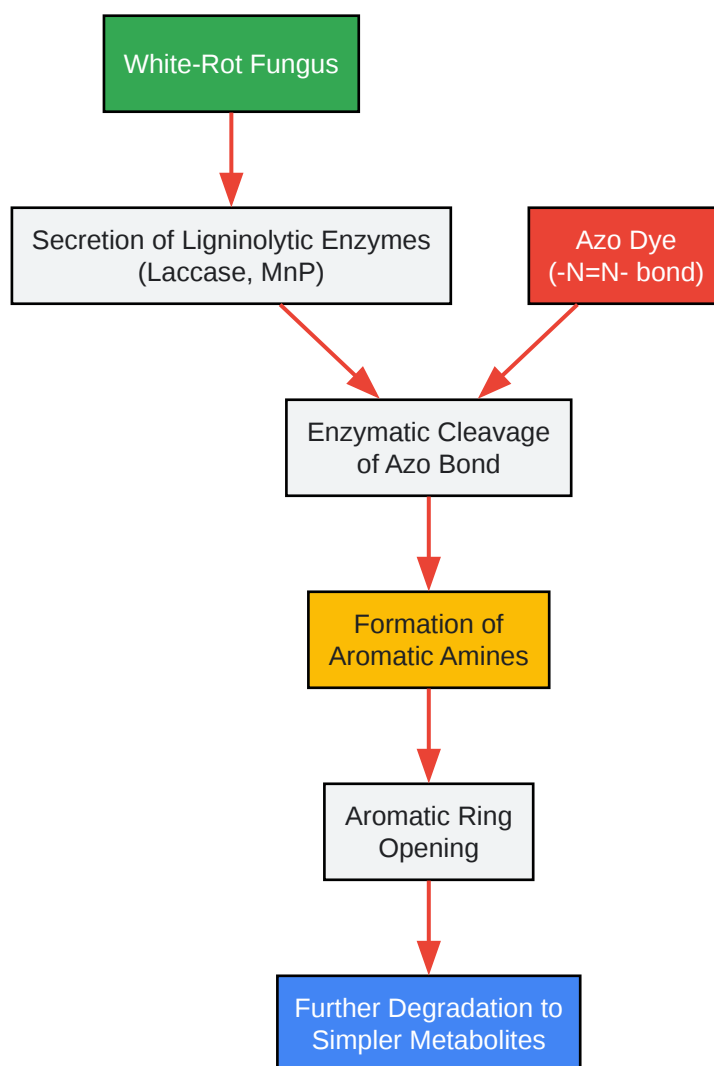 White-Rot Fungus
Secretion of Ligninolytic Enzymes
(Laccase, MnP)
Azo Dye
(-N=N- bond)
Enzymatic Cleavage
of Azo Bond
Formation of
Aromatic Amines
Aromatic Ring
Opening
Further Degradation to
Simpler Metabolites